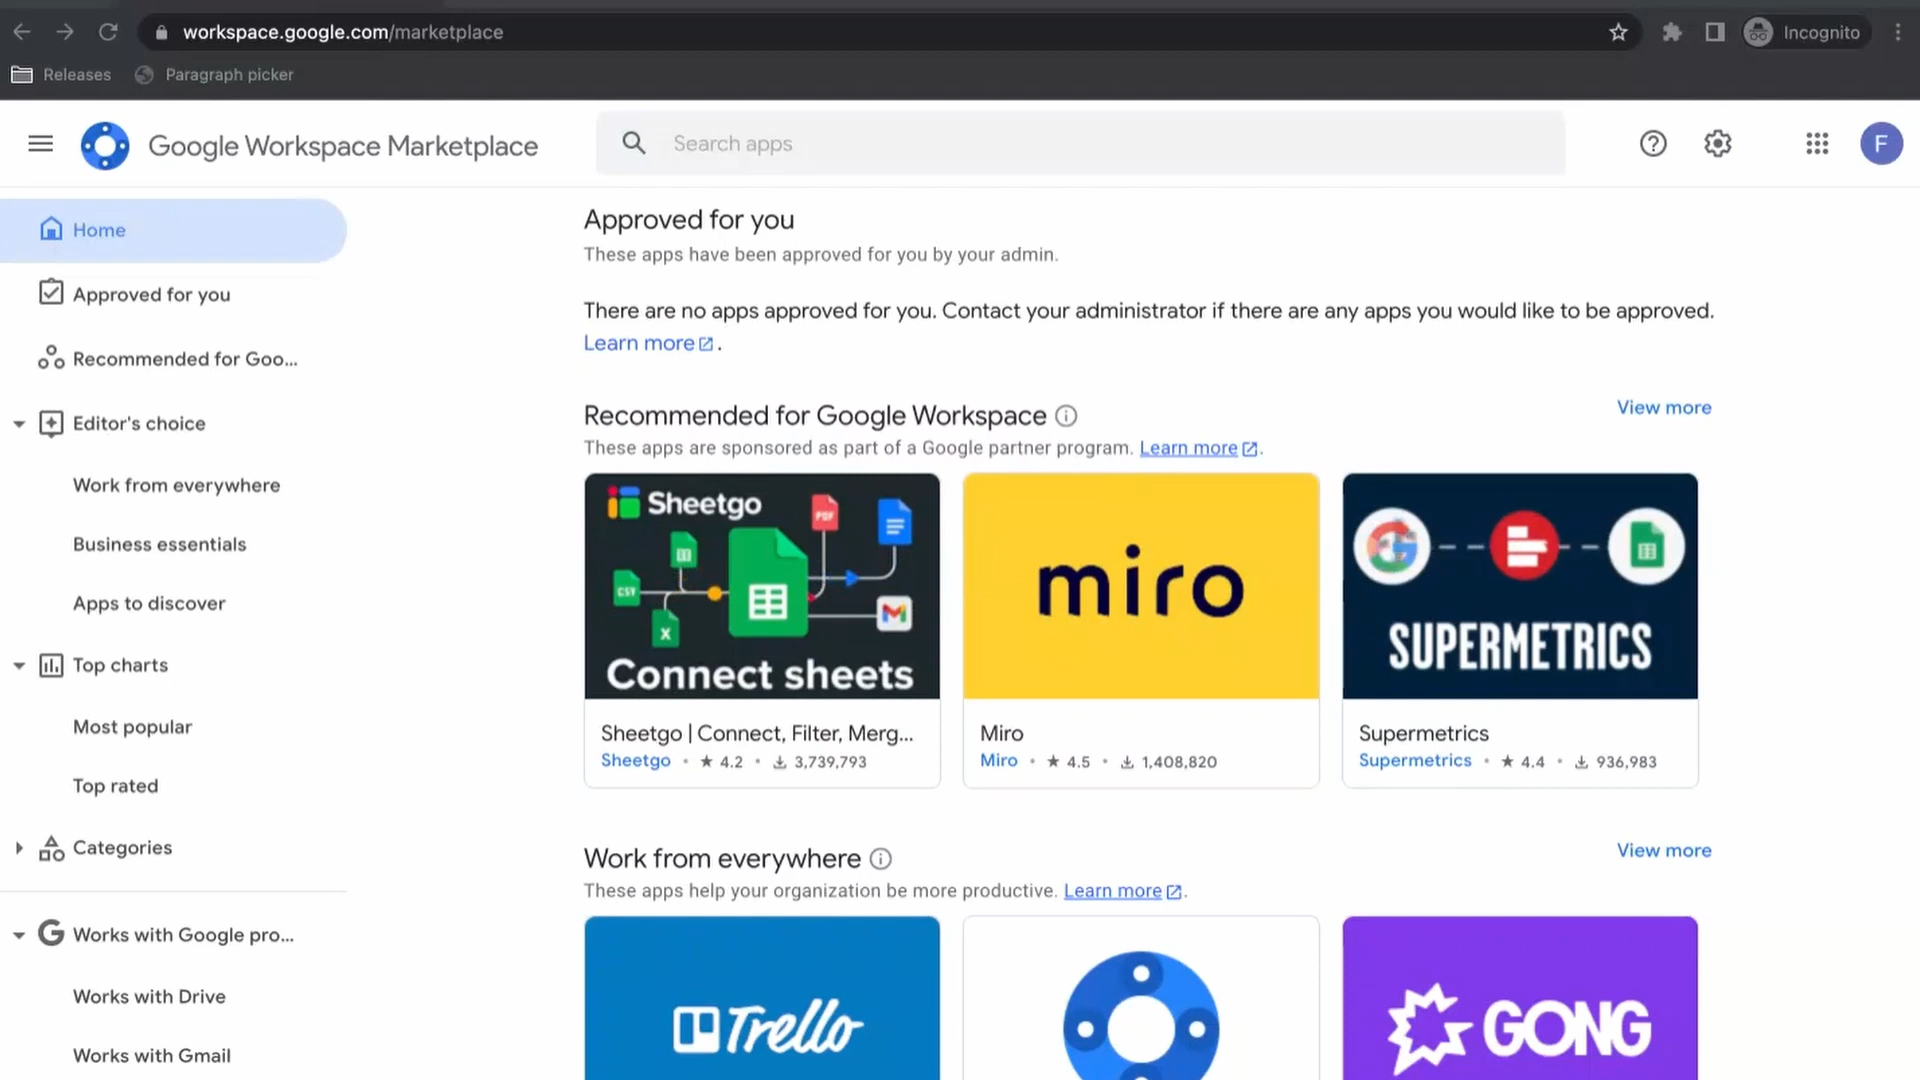 workspace.google.com/marketplace
Incognito
Releases
Paragraph picker
Google Workspace Marketplace
Search apps
F
Home
Approved for you
Recommended for Goo...
Editor's choice
Work from everywhere
Business essentials
Apps to discover
Top charts
Most popular
Top rated
Categories
Works with Google pro...
Works with Drive
Works with Gmail
Approved for you
These apps have been approved for you by your admin.
There are no apps approved for you. Contact your administrator if there are any apps you would like to be approved.
Learn more.
Recommended for Google Workspace
View more
These apps are sponsored as part of a Google partner program. Learn more.
Sheetgo
PDF
CSV
X
Connect sheets
miro
SUPERMETRICS
Sheetgo | Connect, Filter, Merg...
Sheetgo • ★ 4.2 • 3,739,793
Miro
Miro • ★ 4.5 • 1,408,820
Supermetrics
Supermetrics • ★ 4.4 • 936,983
Work from everywhere
View more
These apps help your organization be more productive. Learn more.
Trello
GONG